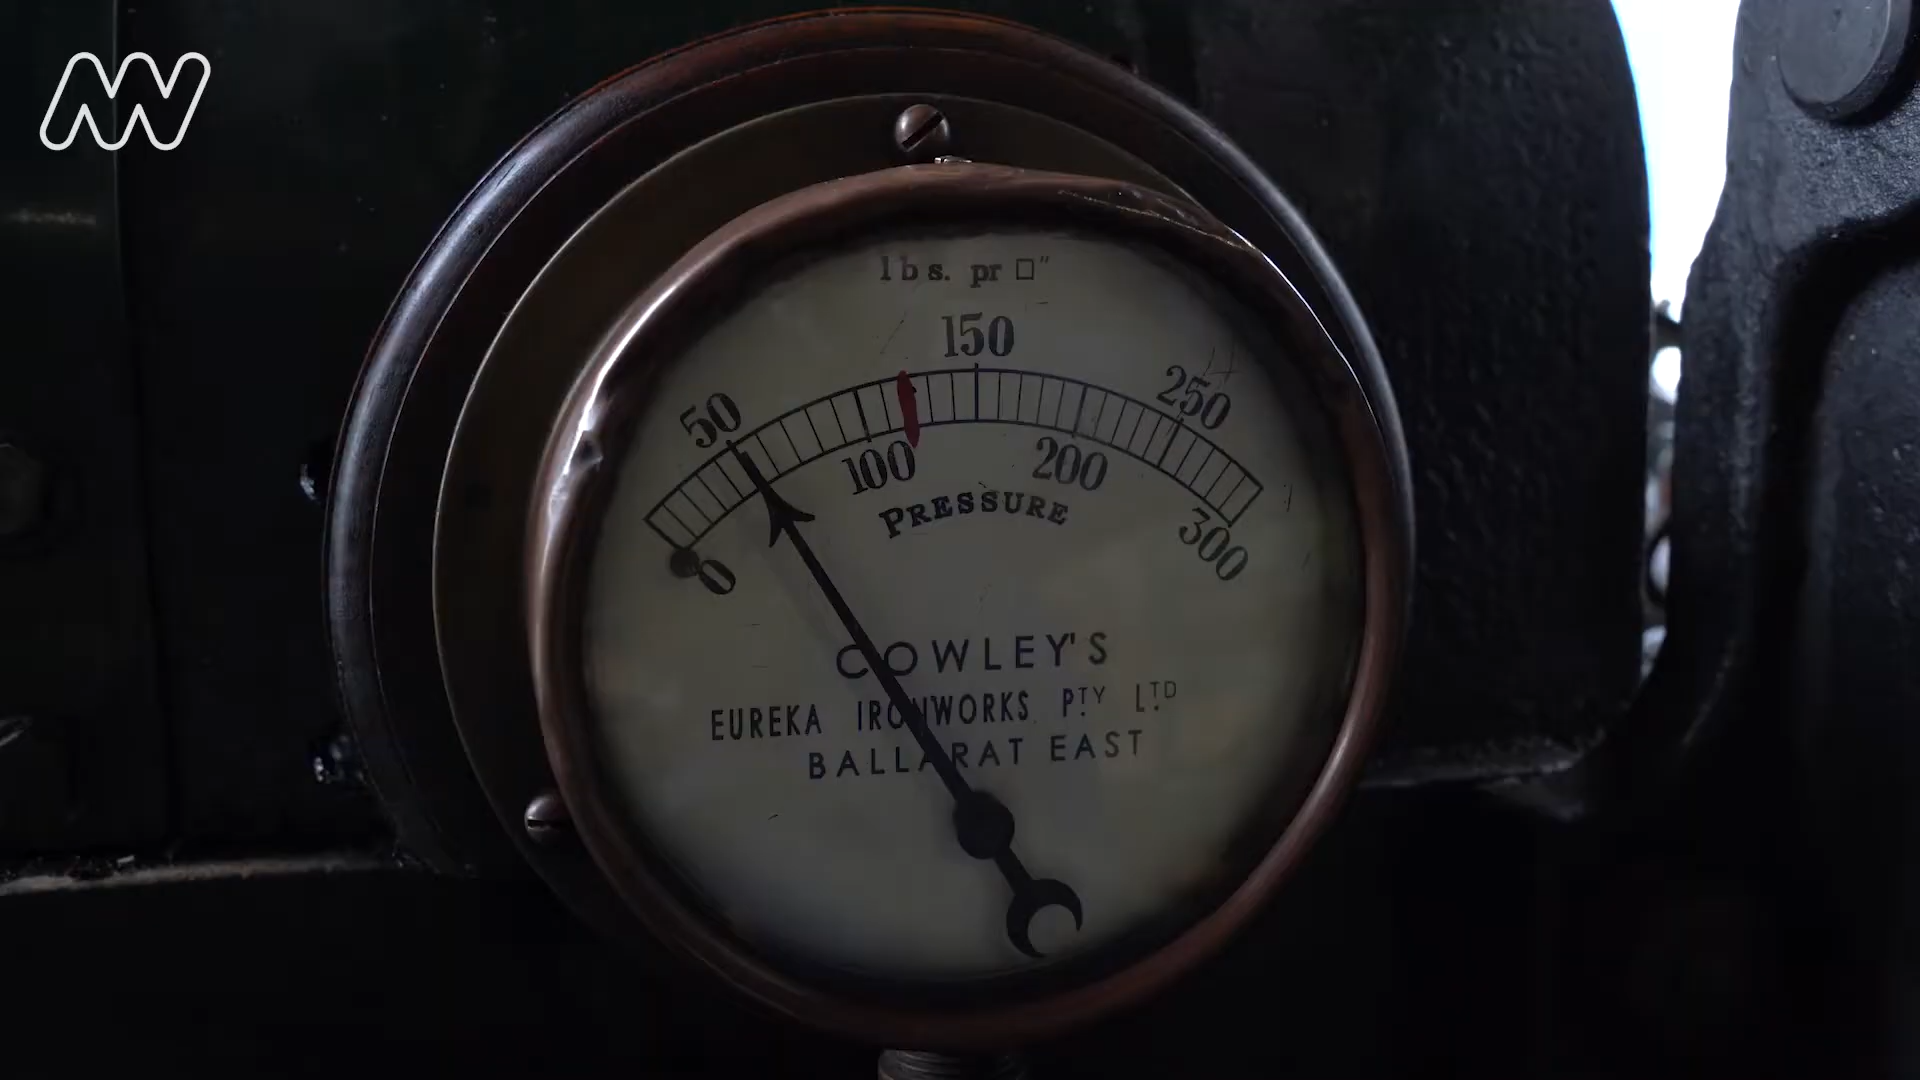 lbs. pr □"
150
50
250
100
200
PRESSURE
0
300
COWLEY'S
EUREKA IRONWORKS PTY LTD
BALLARAT EAST